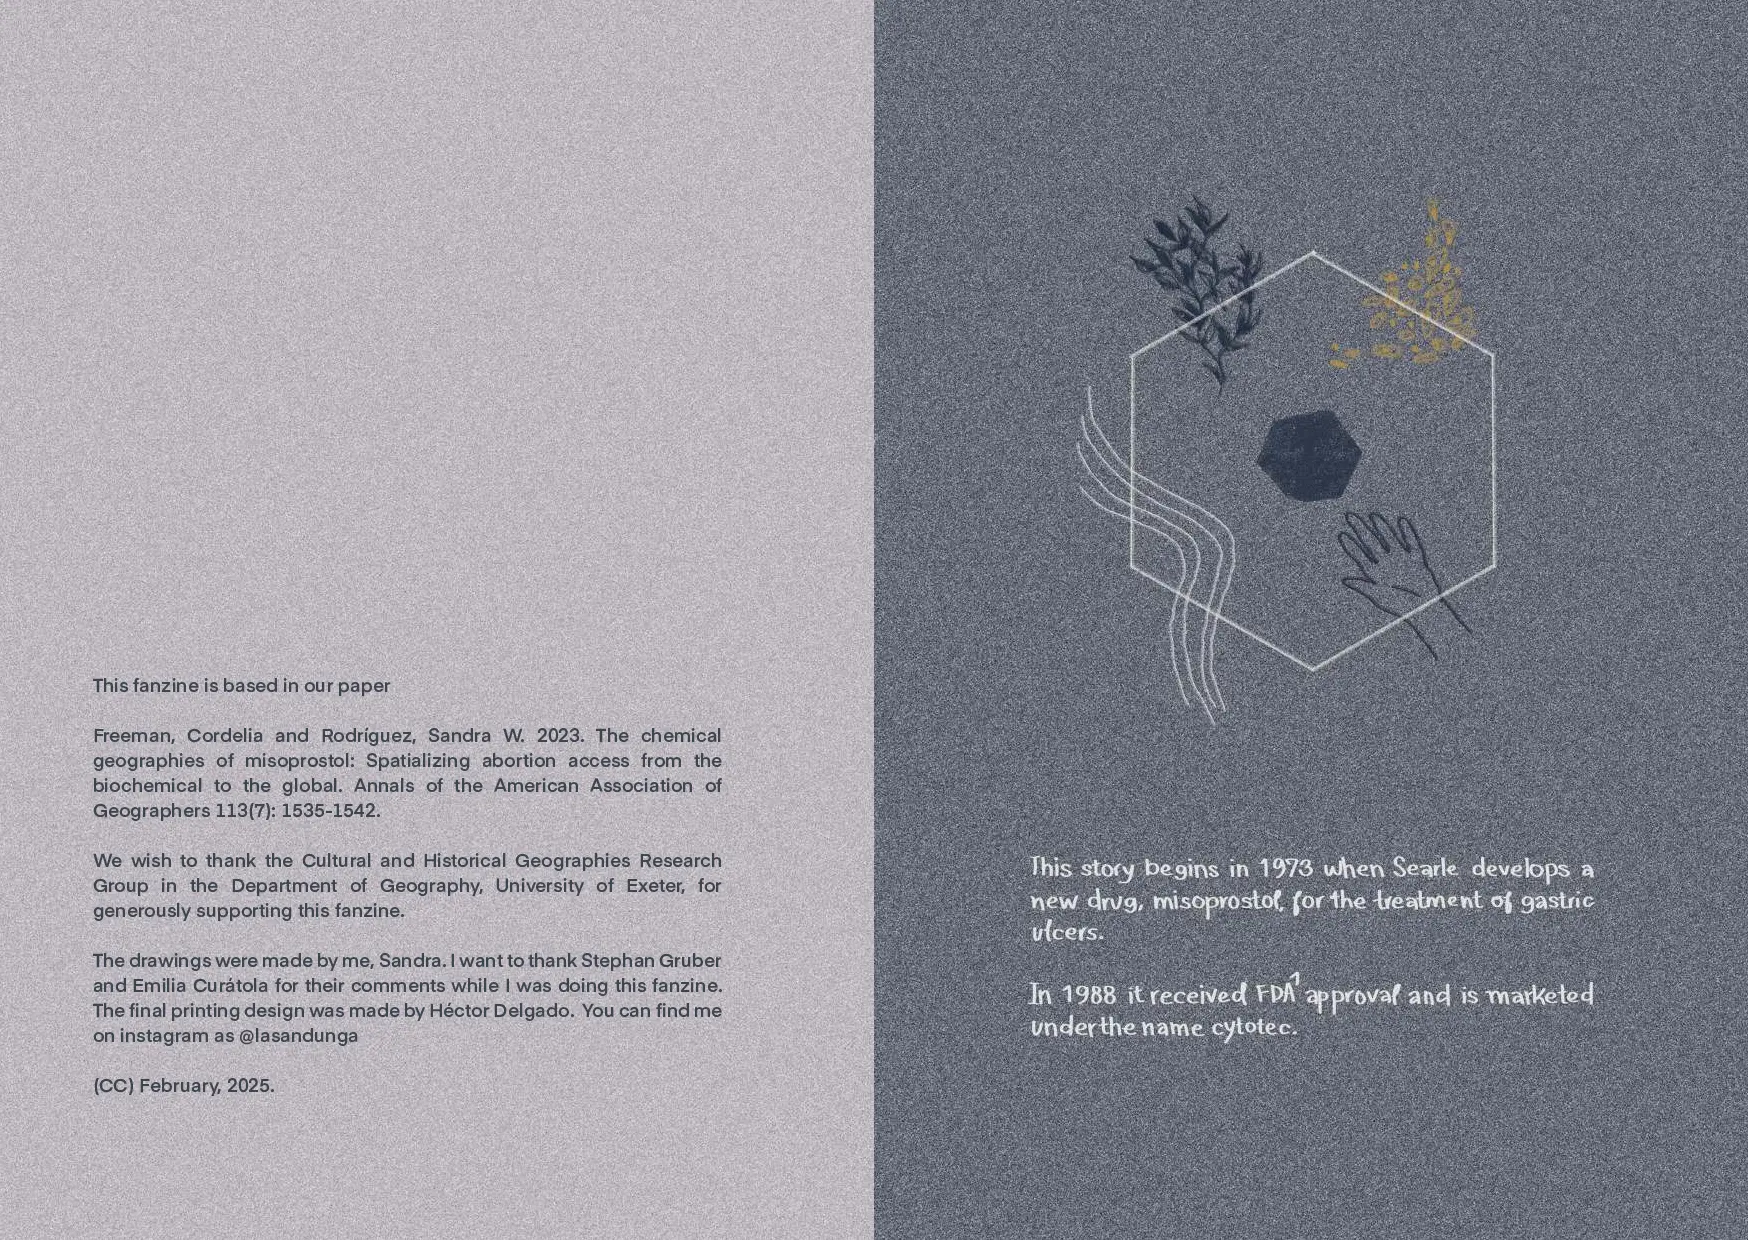 This fanzine is based in our paper
Freeman, Cordelia and Rodríguez, Sandra W. 2023. The chemical
geographies of misoprostol: Spatializing abortion access from the
biochemical to the global. Annals of the American Association of
Geographers 113(7): 1535-1542.
We wish to thank the Cultural and Historical Geographies Research
Group in the Department of Geography, University of Exeter, for
generously supporting this fanzine.
The drawings were made by me, Sandra. I want to thank Stephan Gruber
and Emilia Curátola for their comments while I was doing this fanzine.
The final printing design was made by Héctor Delgado. You can find me
on instagram as @lasandunga
(CC) February, 2025.
This story begins in 1973 when Searle develops a
new drug, misoprostol, for the treatment of gastric
ulcers.
In 1988 it received FDA¹ approval and is marketed
under the name cytotec.